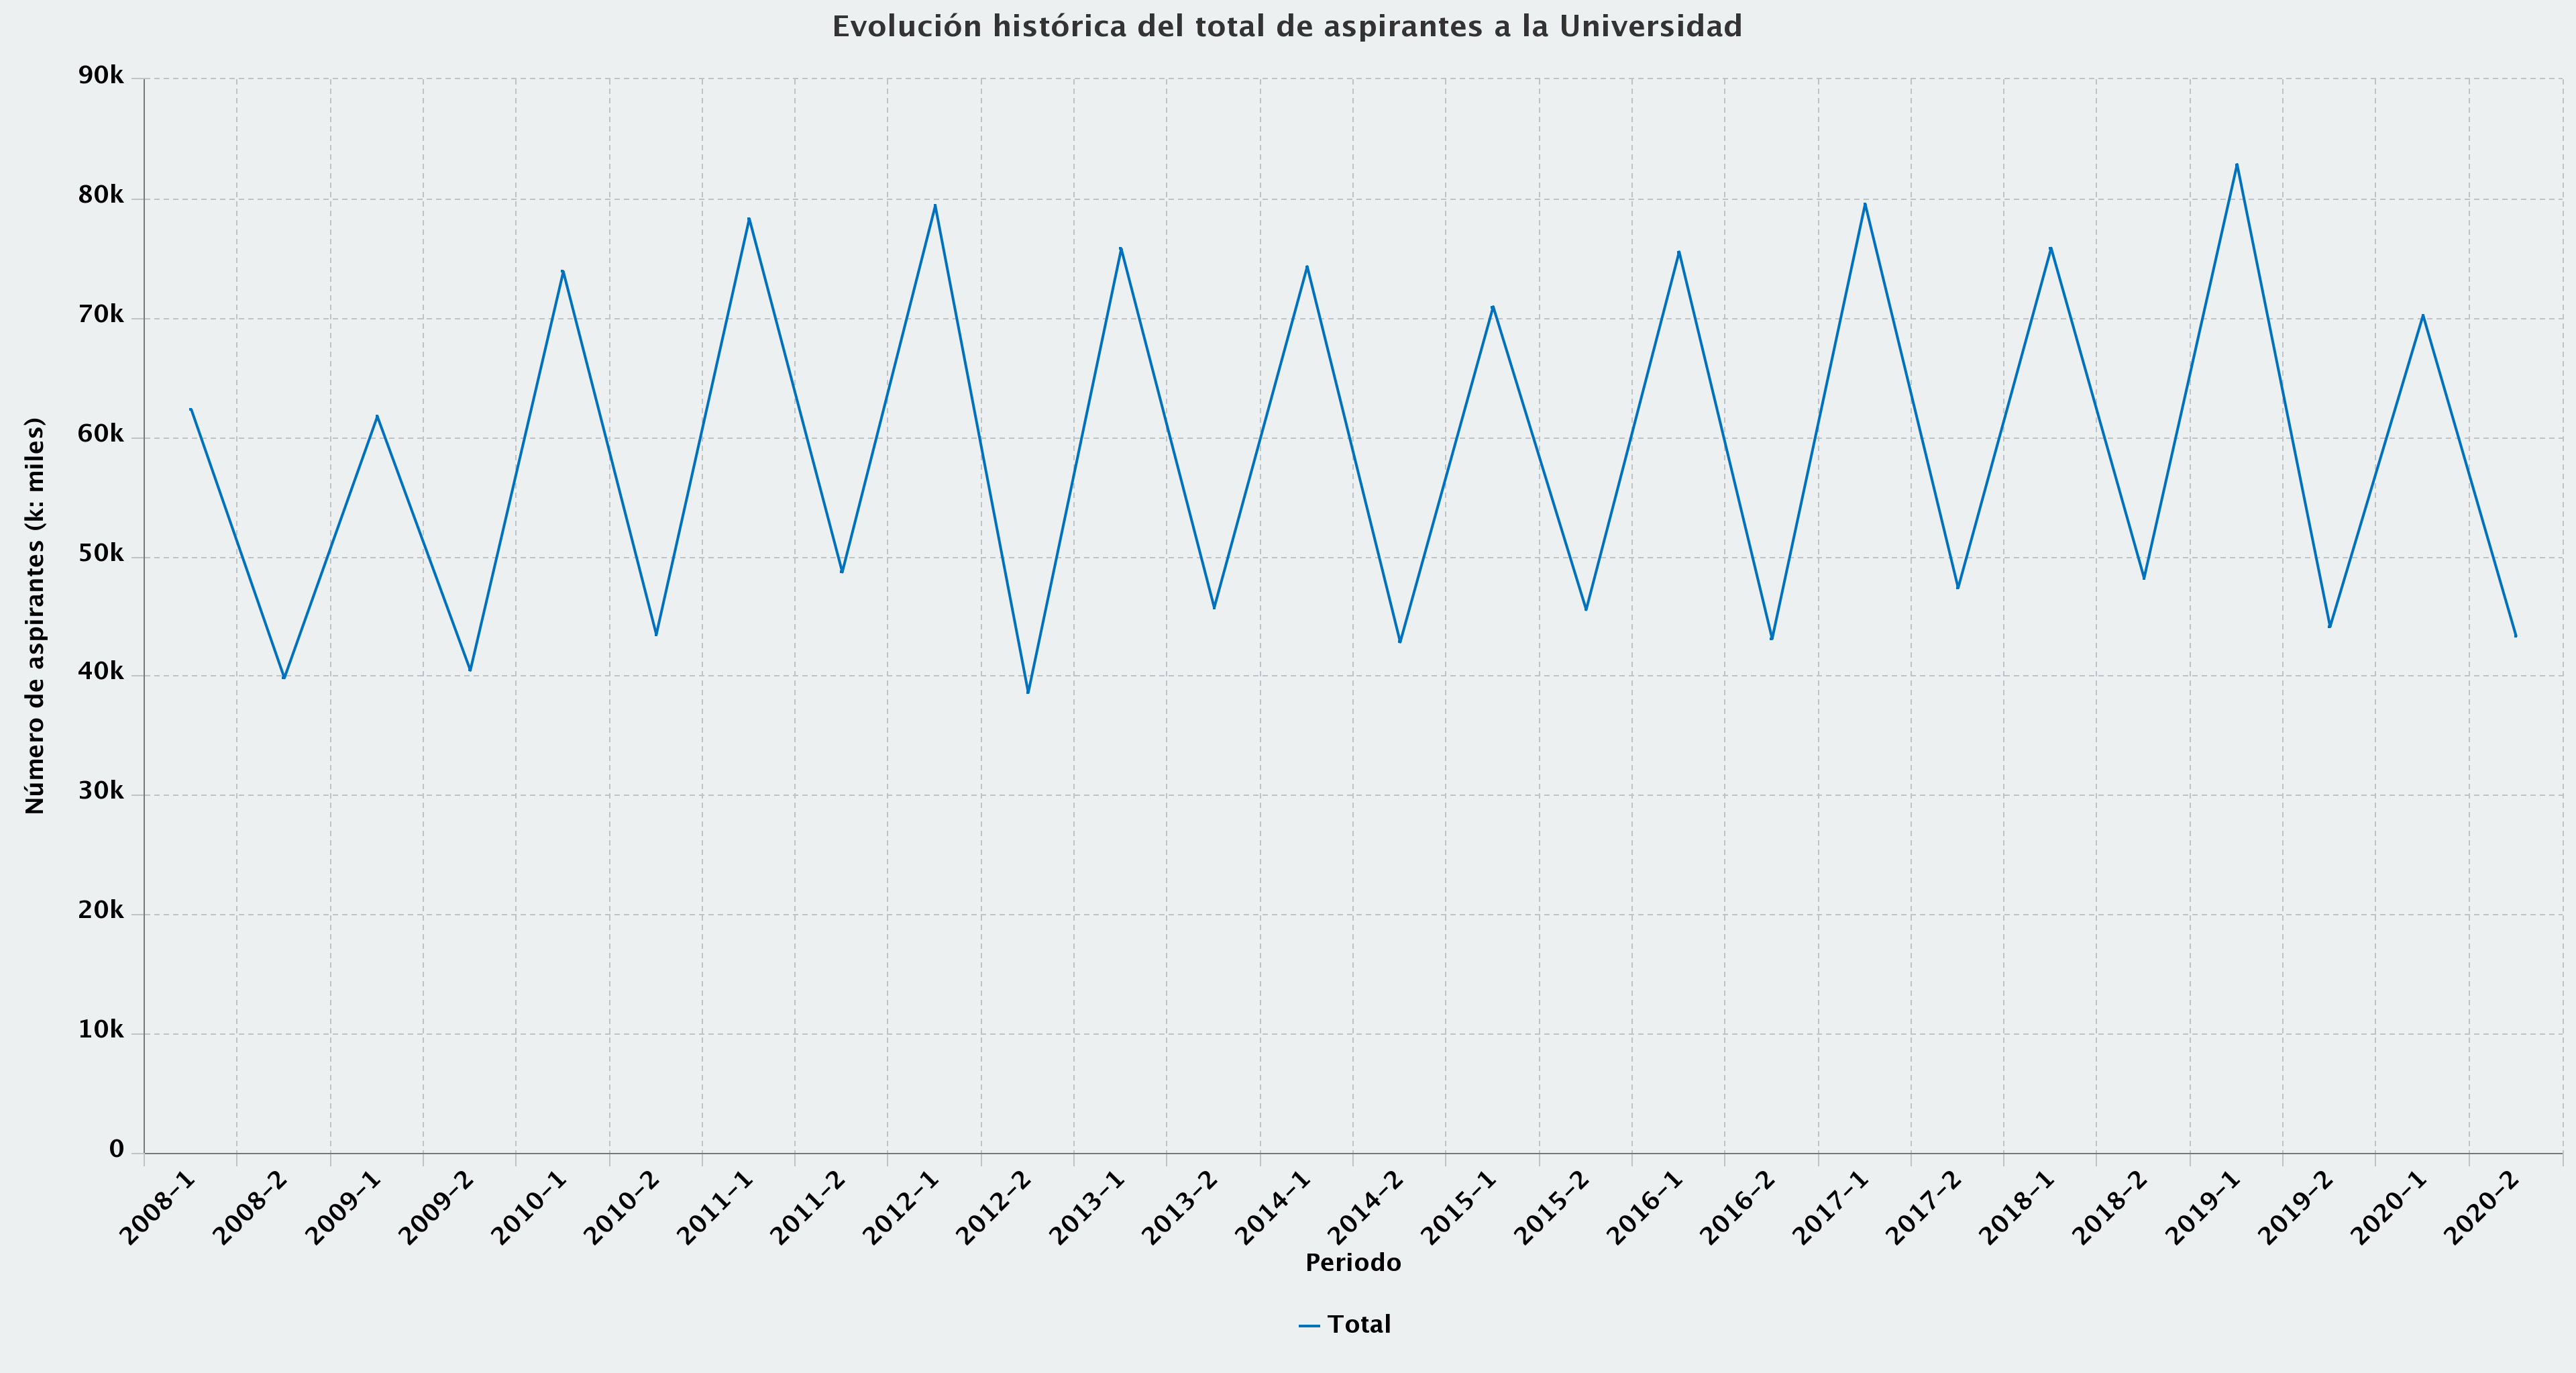 Evolución histórica del total de aspirantes a la Universidad
Número de aspirantes (k: miles)
90k
80k
70k
60k
50k
40k
30k
20k
10k
0
2008-1
2008-2
2009-1
2009-2
2010-1
2010-2
2011-1
2011-2
2012-1
2012-2
2013-1
2013-2
2014-1
2014-2
2015-1
2015-2
2016-1
2016-2
2017-1
2017-2
2018-1
2018-2
2019-1
2019-2
2020-1
2020-2
Periodo
Total